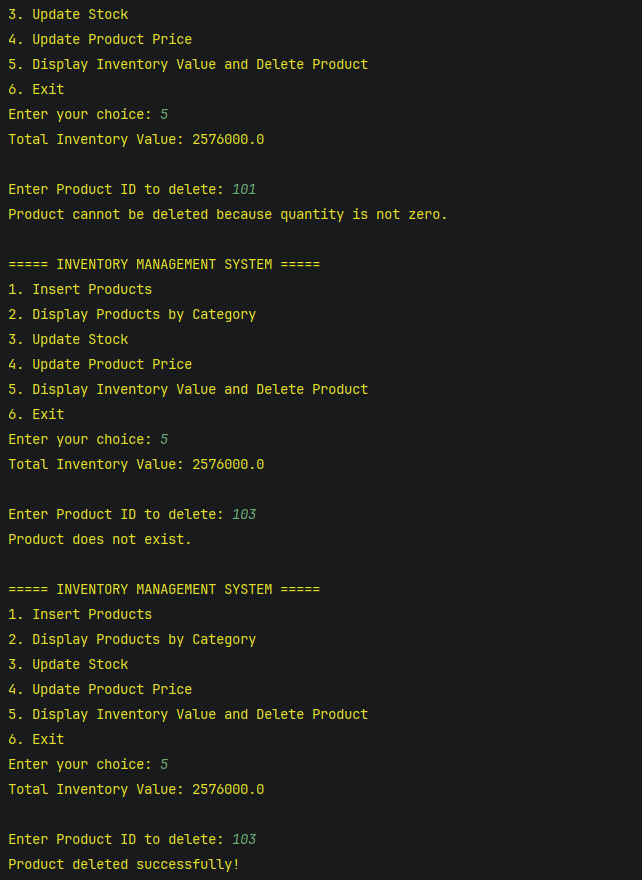 3. Update Stock
4. Update Product Price
5. Display Inventory Value and Delete Product
6. Exit
Enter your choice: 5
Total Inventory Value: 2576000.0
Enter Product ID to delete: 101
Product cannot be deleted because quantity is not zero.
===== INVENTORY MANAGEMENT SYSTEM =====
1. Insert Products
2. Display Products by Category
3. Update Stock
4. Update Product Price
5. Display Inventory Value and Delete Product
6. Exit
Enter your choice: 5
Total Inventory Value: 2576000.0
Enter Product ID to delete: 103
Product does not exist.
===== INVENTORY MANAGEMENT SYSTEM =====
1. Insert Products
2. Display Products by Category
3. Update Stock
4. Update Product Price
5. Display Inventory Value and Delete Product
6. Exit
Enter your choice: 5
Total Inventory Value: 2576000.0
Enter Product ID to delete: 103
Product deleted successfully!